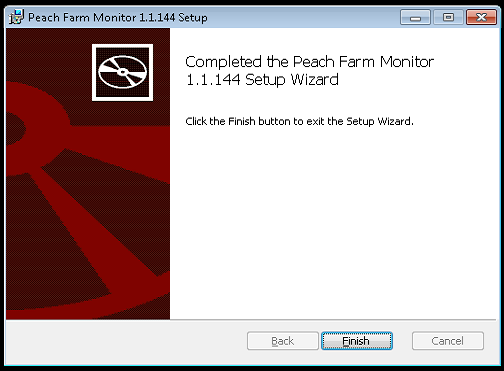 Peach Farm Monitor 1.1.144 Setup
Completed the Peach Farm Monitor
1.1.144 Setup Wizard
Click the Finish button to exit the Setup Wizard.
Back Finish Cancel